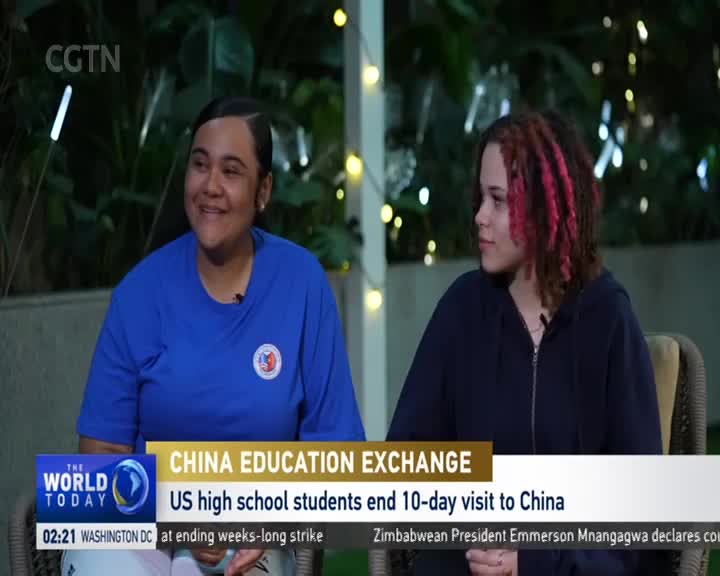 CGTN
CHINA EDUCATION EXCHANGE
THE WORLD TODAY
US high school students end 10-day visit to China
02:21 WASHINGTON DC
at ending weeks-long strike Zimbabwean President Emmerson Mnangagwa declares